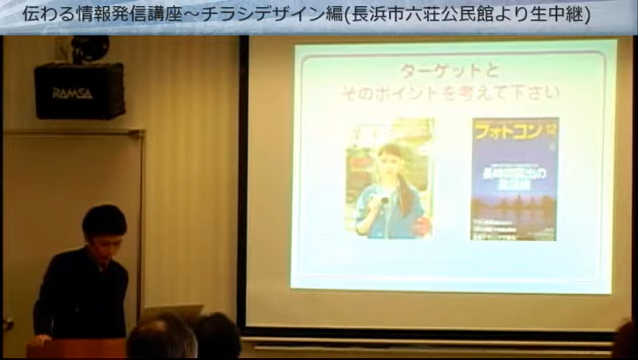 伝わる情報発信講座～チラシデザイン編(長浜市六荘公民館より生中継)
RAMSA
ターゲットと
そのポイントを考えて下さい
フォトコン 12